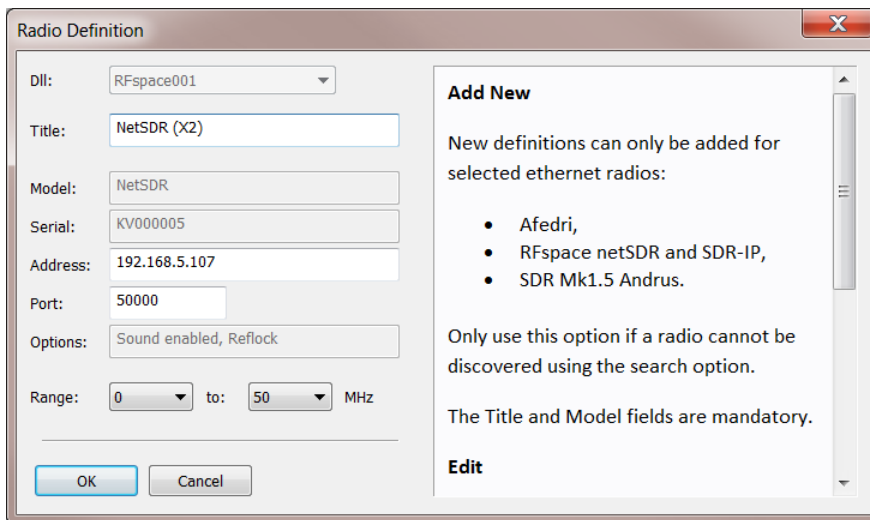 Radio Definition
X
Dll: RFspace001
Title: NetSDR (X2)
Model: NetSDR
Serial: KV000005
Address: 192.168.5.107
Port: 50000
Options: Sound enabled, Reflock
Range: 0 to: 50 MHz
OK Cancel
Add New
New definitions can only be added for
selected ethernet radios:
• Afedri,
• RFspace netSDR and SDR-IP,
• SDR Mk1.5 Andrus.
Only use this option if a radio cannot be
discovered using the search option.
The Title and Model fields are mandatory.
Edit